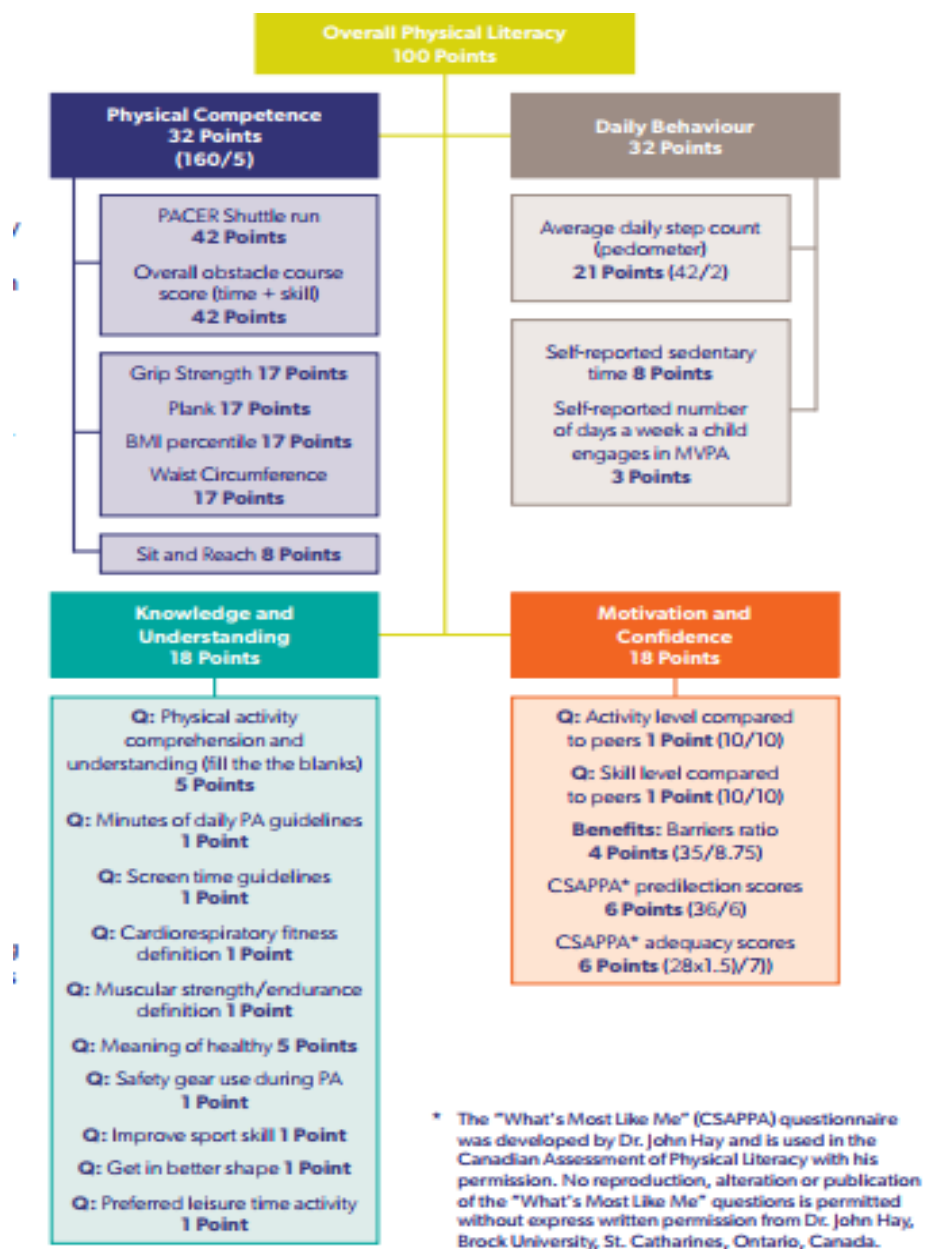 Overall Physical Literacy
100 Points
Physical Competence
32 Points
(160/5)
PACER Shuttle run
42 Points
Overall obstacle course
score (time + skill)
42 Points
Grip Strength 17 Points
Plank 17 Points
BMI percentile 17 Points
Waist Circumference
17 Points
Sit and Reach 8 Points
Daily Behaviour
32 Points
Average daily step count
(pedometer)
21 Points (42/2)
Self-reported sedentary
time 8 Points
Self-reported number
of days a week a child
engages in MVPA
3 Points
Knowledge and
Understanding
18 Points
Q: Physical activity
comprehension and
understanding (fill the the blanks)
5 Points
Q: Minutes of daily PA guidelines
1 Point
Q: Screen time guidelines
1 Point
Q: Cardiorespiratory fitness
definition 1 Point
Q: Muscular strength/endurance
definition 1 Point
Q: Meaning of healthy 5 Points
Q: Safety gear use during PA
1 Point
Q: Improve sport skill 1 Point
Q: Get in better shape 1 Point
Q: Preferred leisure time activity
1 Point
Motivation and
Confidence
18 Points
Q: Activity level compared
to peers 1 Point (10/10)
Q: Skill level compared
to peers 1 Point (10/10)
Benefits: Barriers ratio
4 Points (35/8.75)
CSAPPA* predilection scores
6 Points (36/6)
CSAPPA* adequacy scores
6 Points (28x1.5)/7))
* The "What's Most Like Me" (CSAPPA) questionnaire
was developed by Dr. John Hay and is used in the
Canadian Assessment of Physical Literacy with his
permission. No reproduction, alteration or publication
of the "What's Most Like Me" questions is permitted
without express written permission from Dr. John Hay,
Brock University, St. Catharines, Ontario, Canada.